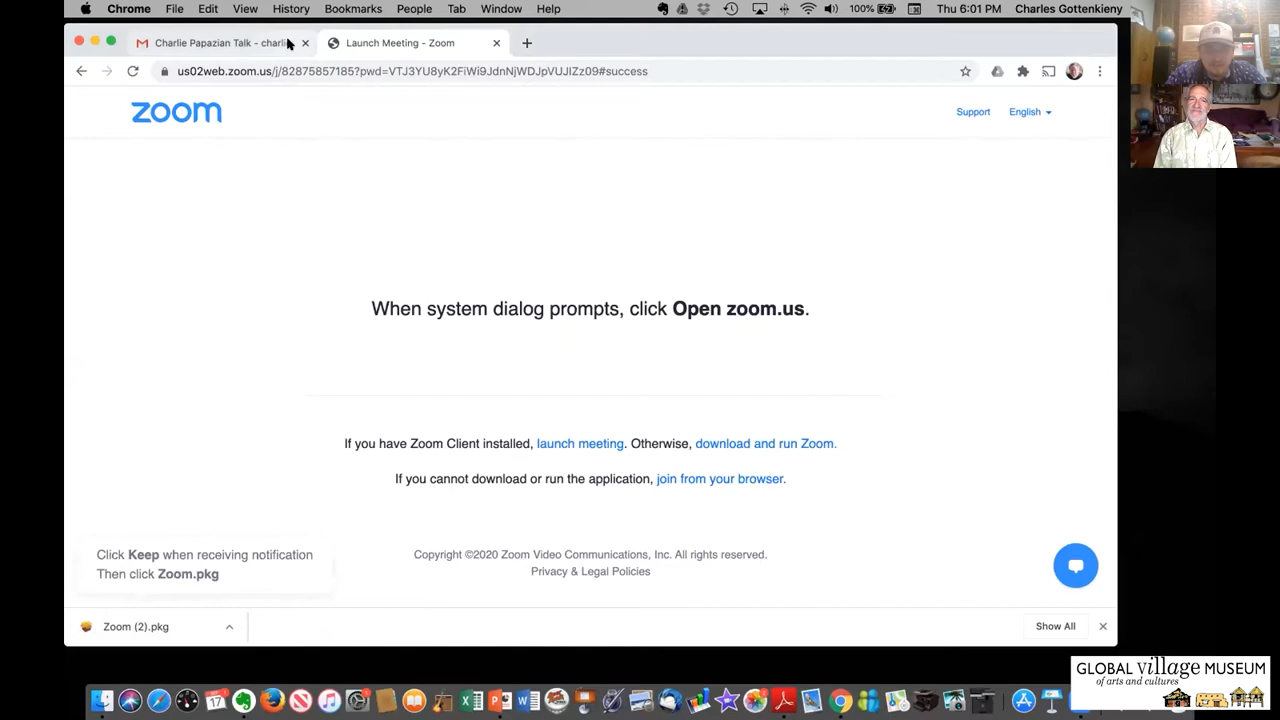 Chrome File Edit View History Bookmarks People Tab Window Help 100% Thu 6:01 PM Charles Gottenkieny
Charlie Papazian Talk - charli Launch Meeting - Zoom
us02web.zoom.us/j/82875857185?pwd=VTJ3YU8yK2FiWi9JdnNjWDJpVUJIZz09#success
zoom
Support English
When system dialog prompts, click Open zoom.us.
If you have Zoom Client installed, launch meeting. Otherwise, download and run Zoom.
If you cannot download or run the application, join from your browser.
Click Keep when receiving notification
Then click Zoom.pkg
Copyright ©2020 Zoom Video Communications, Inc. All rights reserved.
Privacy & Legal Policies
Zoom (2).pkg Show All
GLOBAL village MUSEUM
of arts and cultures
17